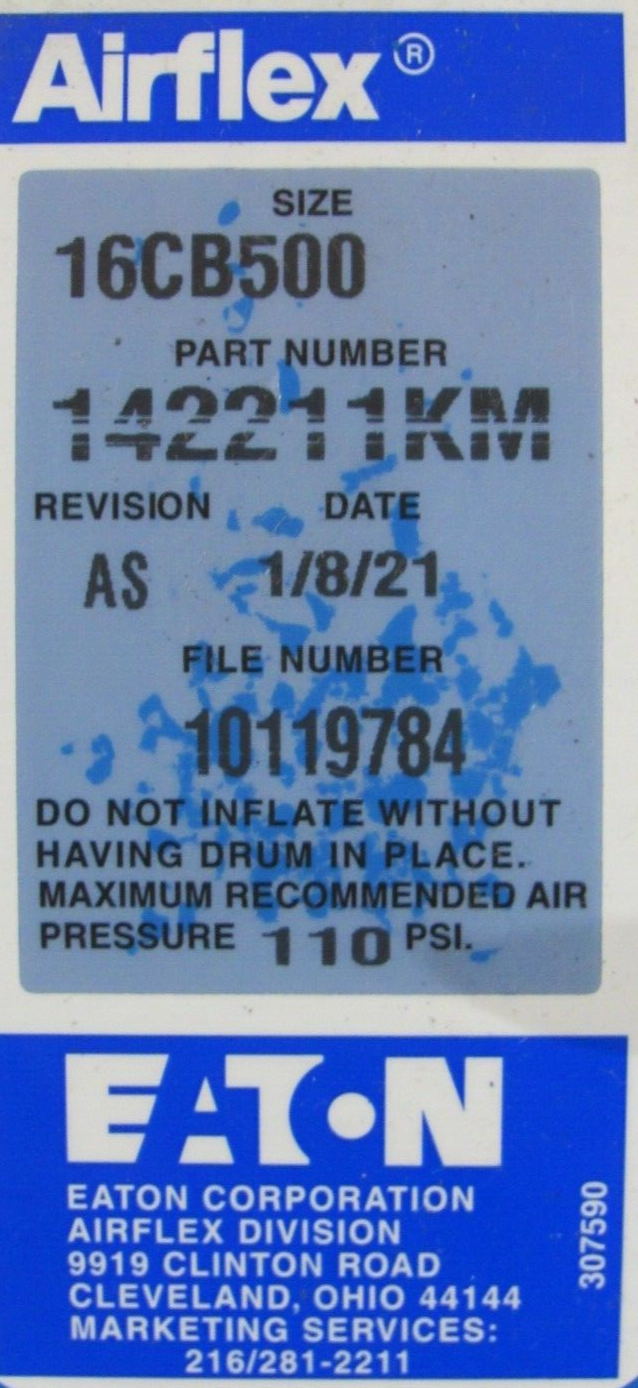 Airflex®
SIZE
16CB500
PART NUMBER
142211KM
REVISION DATE
AS 1/8/21
FILE NUMBER
10119784
DO NOT INFLATE WITHOUT
HAVING DRUM IN PLACE.
MAXIMUM RECOMMENDED AIR
PRESSURE 110 PSI.
EATON
EATON CORPORATION
AIRFLEX DIVISION
9919 CLINTON ROAD
CLEVELAND, OHIO 44144
MARKETING SERVICES:
216/281-2211
307590